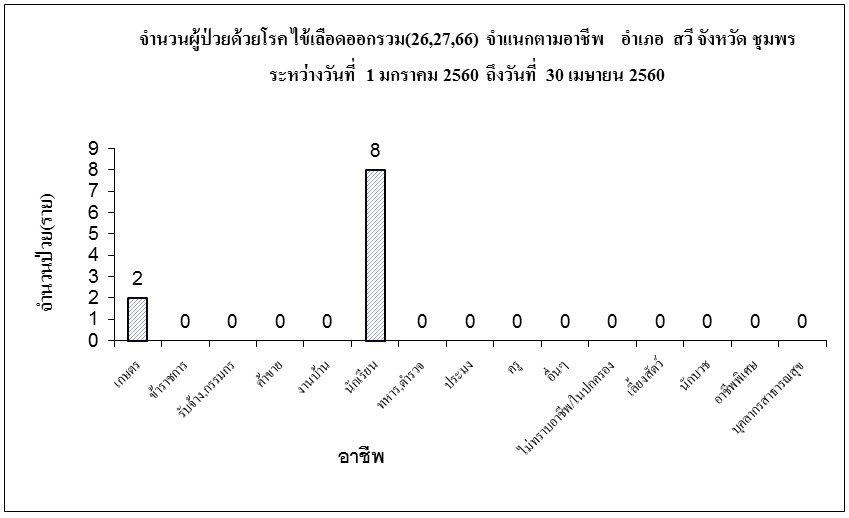 จำนวนผู้ป่วยด้วยโรค ไข้เลือดออกรวม(26,27,66) จำแนกตามอาชีพ อำเภอ สวี จังหวัด ชุมพร
ระหว่างวันที่ 1 มกราคม 2560 ถึงวันที่ 30 เมษายน 2560
จำนวนป่วย(ราย)
9
8
7
6
5
4
3
2
1
0
2
0
0
0
0
8
0
0
0
0
0
0
0
0
0
เกษตร
ข้าราชการ
รับจ้าง,กรรมกร
ค้าขาย
งานบ้าน
นักเรียน
ทหาร,ตำรวจ
ประมง
ครู
อื่นๆ
ไม่ทราบอาชีพ/ในปกครอง
เลี้ยงสัตว์
นักบวช
อาชีพพิเศษ
บุคลากรสาธารณสุข
อาชีพ